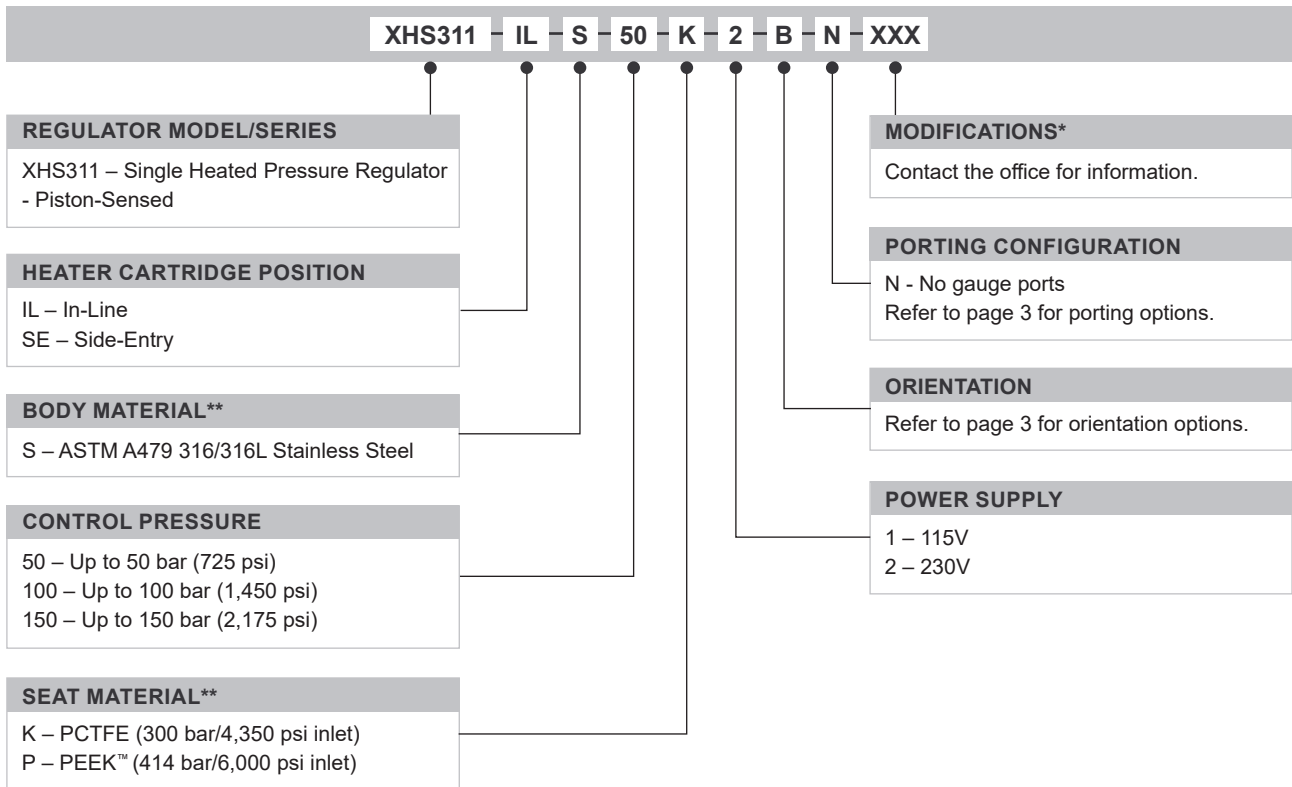 XHS311 - IL - S - 50 - K - 2 - B - N - XXX
REGULATOR MODEL/SERIES
XHS311 – Single Heated Pressure Regulator
- Piston-Sensed
HEATER CARTRIDGE POSITION
IL – In-Line
SE – Side-Entry
BODY MATERIAL**
S – ASTM A479 316/316L Stainless Steel
CONTROL PRESSURE
50 – Up to 50 bar (725 psi)
100 – Up to 100 bar (1,450 psi)
150 – Up to 150 bar (2,175 psi)
SEAT MATERIAL**
K – PCTFE (300 bar/4,350 psi inlet)
P – PEEK™ (414 bar/6,000 psi inlet)
MODIFICATIONS*
Contact the office for information.
PORTING CONFIGURATION
N - No gauge ports
Refer to page 3 for porting options.
ORIENTATION
Refer to page 3 for orientation options.
POWER SUPPLY
1 – 115V
2 – 230V